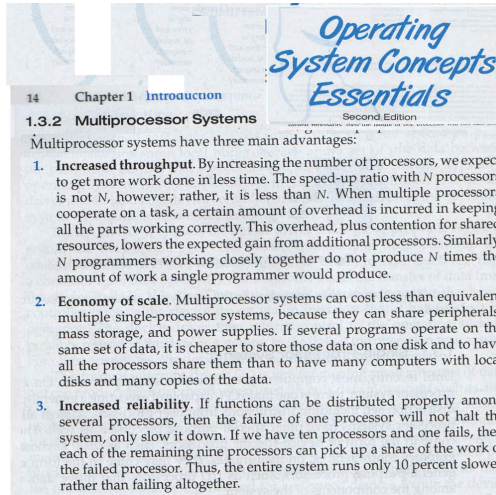 Operating
System Concepts
Essentials
Second Edition
14 Chapter 1 Introduction
1.3.2 Multiprocessor Systems
Multiprocessor systems have three main advantages:
1. Increased throughput. By increasing the number of processors, we expec
to get more work done in less time. The speed-up ratio with N processor
is not N, however; rather, it is less than N. When multiple processor
cooperate on a task, a certain amount of overhead is incurred in keeping
all the parts working correctly. This overhead, plus contention for shared
resources, lowers the expected gain from additional processors. Similarly
N programmers working closely together do not produce N times the
amount of work a single programmer would produce.
2. Economy of scale. Multiprocessor systems can cost less than equivalen
multiple single-processor systems, because they can share peripherals
mass storage, and power supplies. If several programs operate on th
same set of data, it is cheaper to store those data on one disk and to hav
all the processors share them than to have many computers with loca
disks and many copies of the data.
3. Increased reliability. If functions can be distributed properly amon
several processors, then the failure of one processor will not halt th
system, only slow it down. If we have ten processors and one fails, the
each of the remaining nine processors can pick up a share of the work o
the failed processor. Thus, the entire system runs only 10 percent slowe
rather than failing altogether.